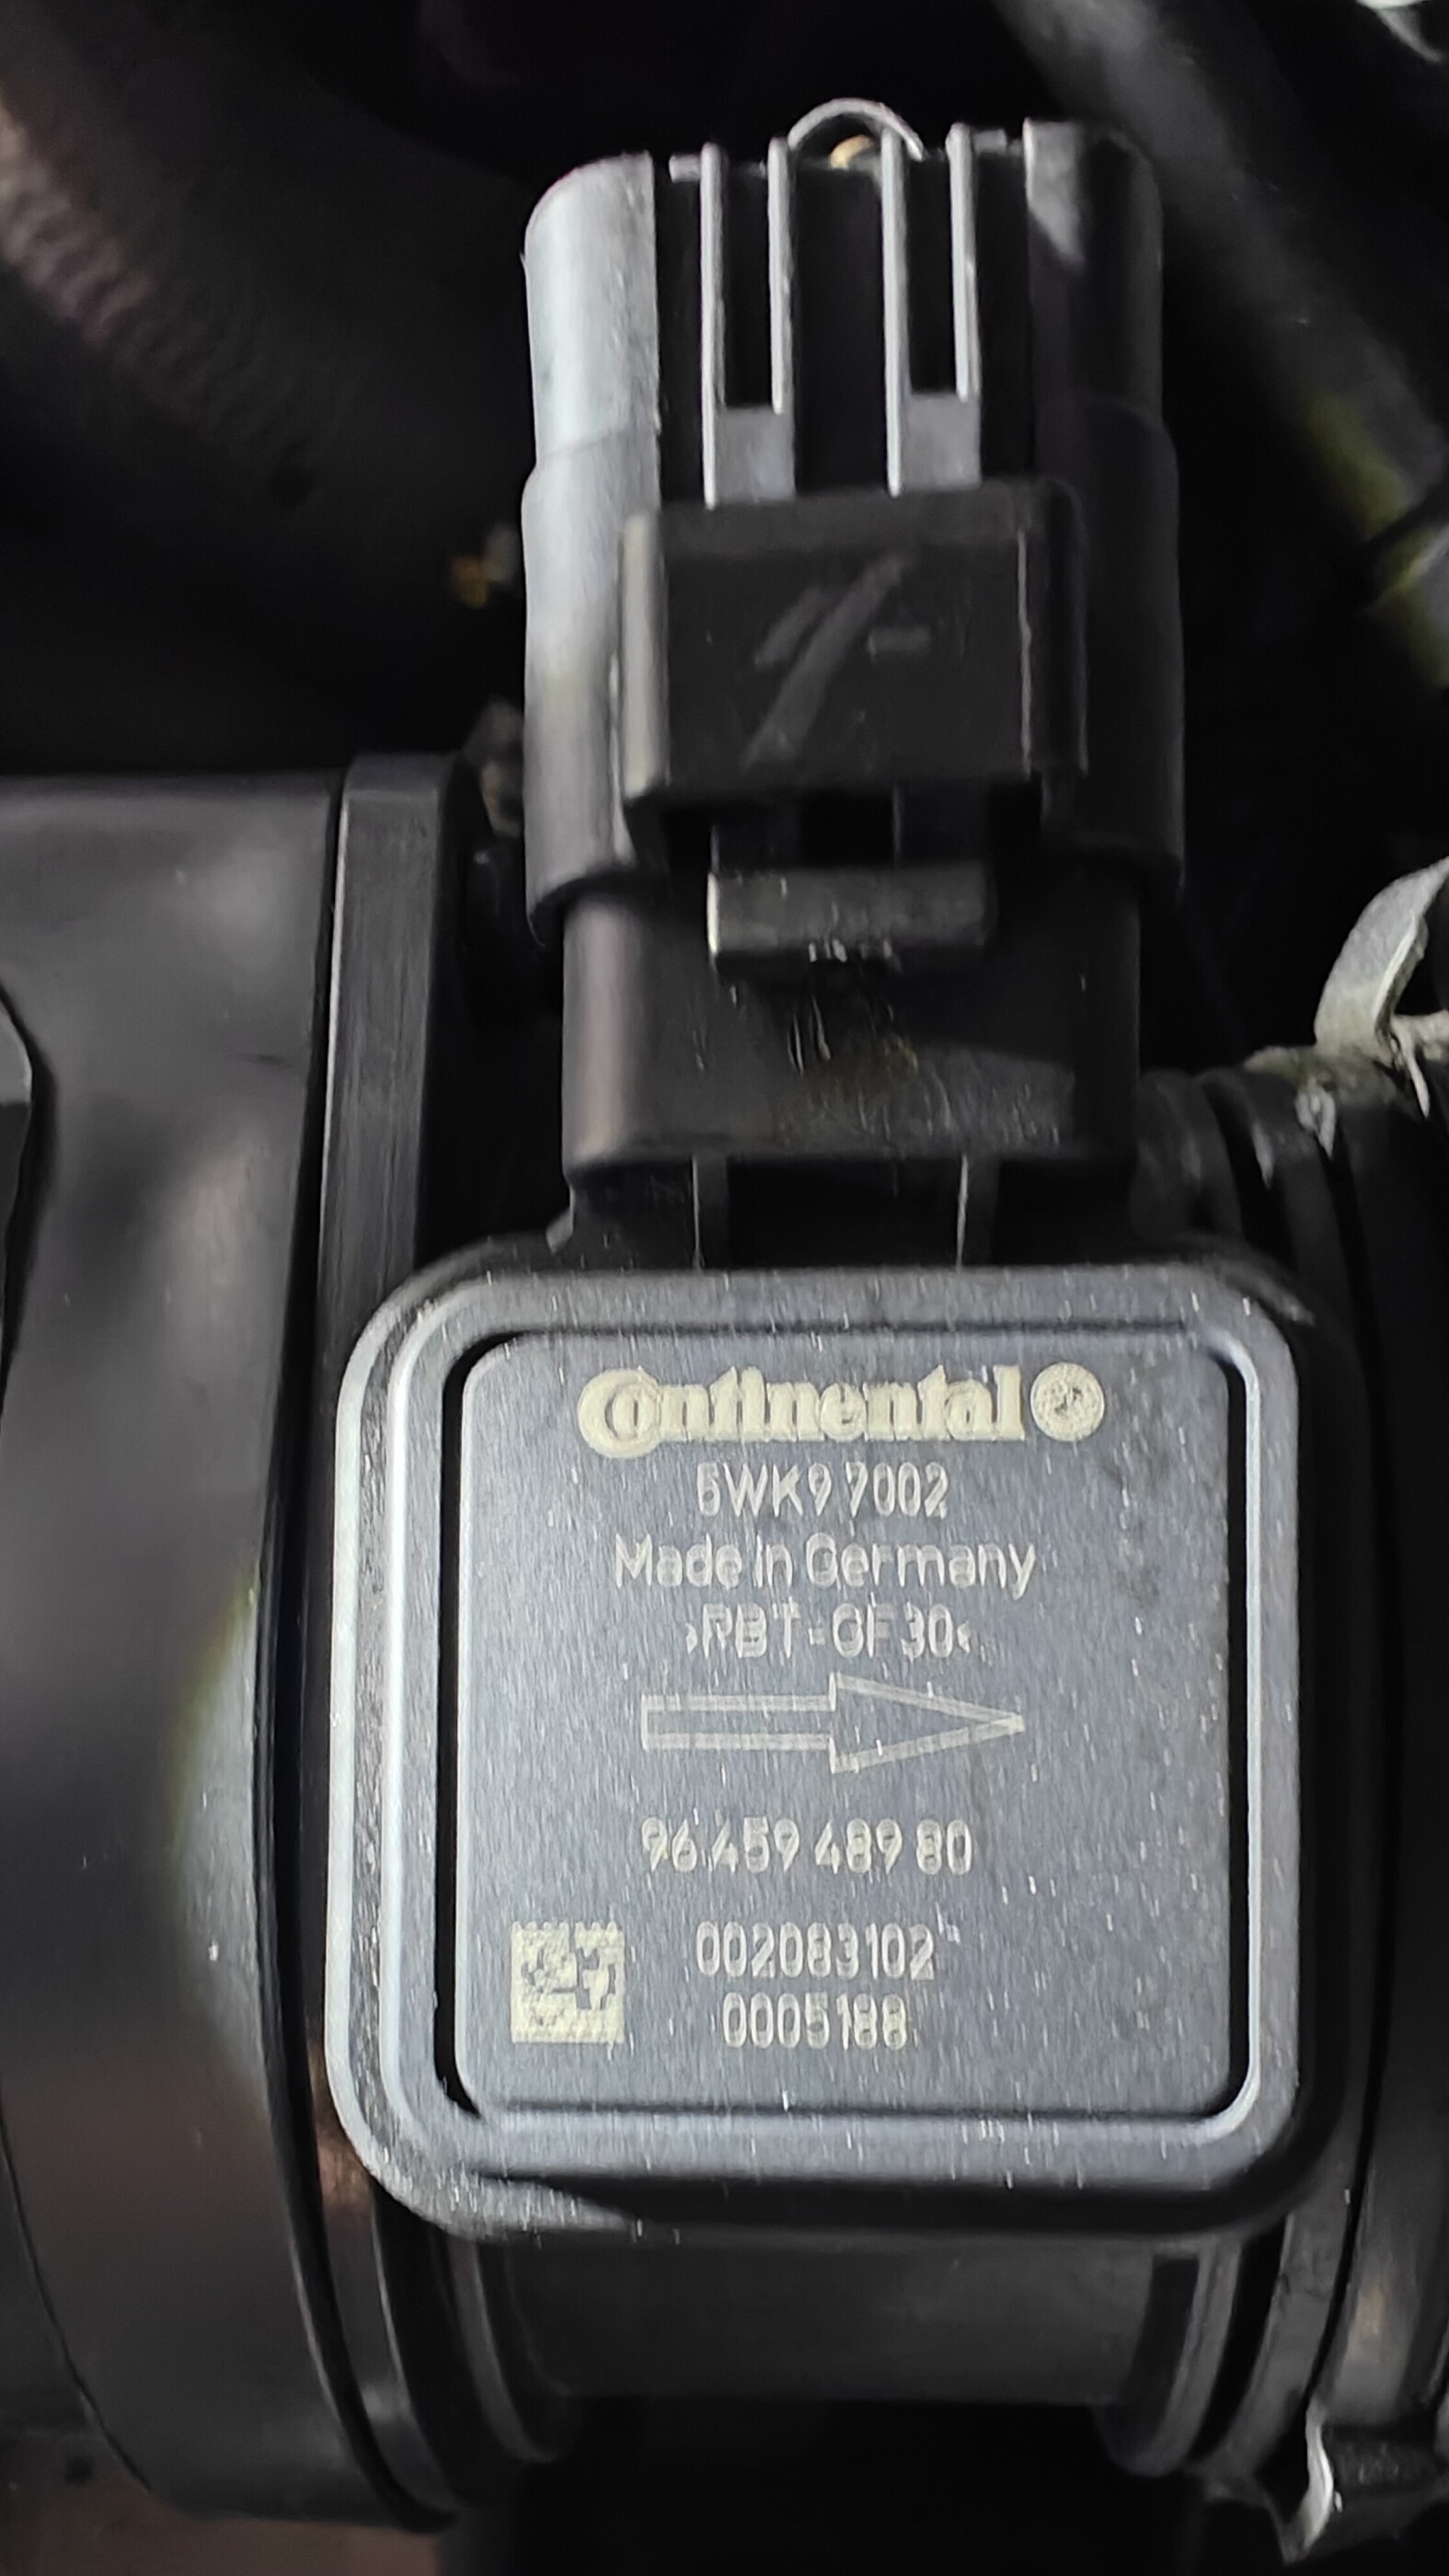 Continental
5WK9 7002
Made in Germany
>PBT-GF30<
96 459 489 80
002083102
0005188